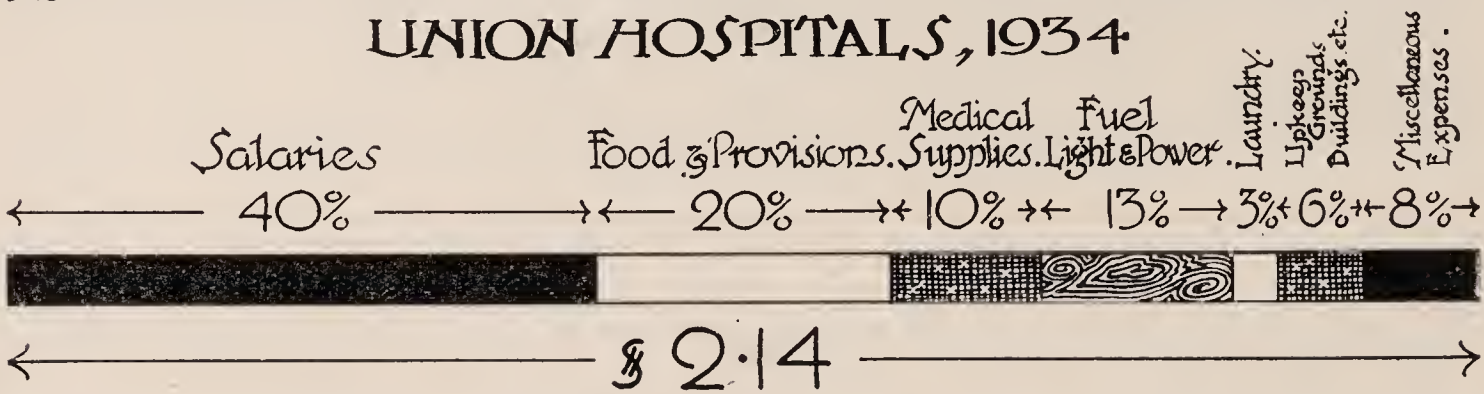 UNION HOSPITALS, 1934
Salaries
40%
Food & Provisions.
20%
Medical
Supplies.
10%
Fuel
Light & Power.
13%
Laundry.
3%
Upkeep
Grounds
Buildings etc.
6%
Miscellaneous
Expenses.
8%
$ 2.14